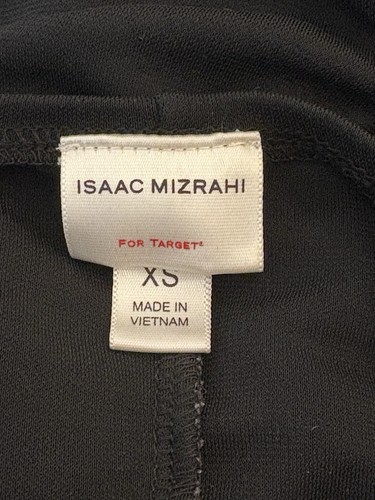 ISAAC MIZRAHI
FOR TARGET®
XS
MADE IN
VIETNAM